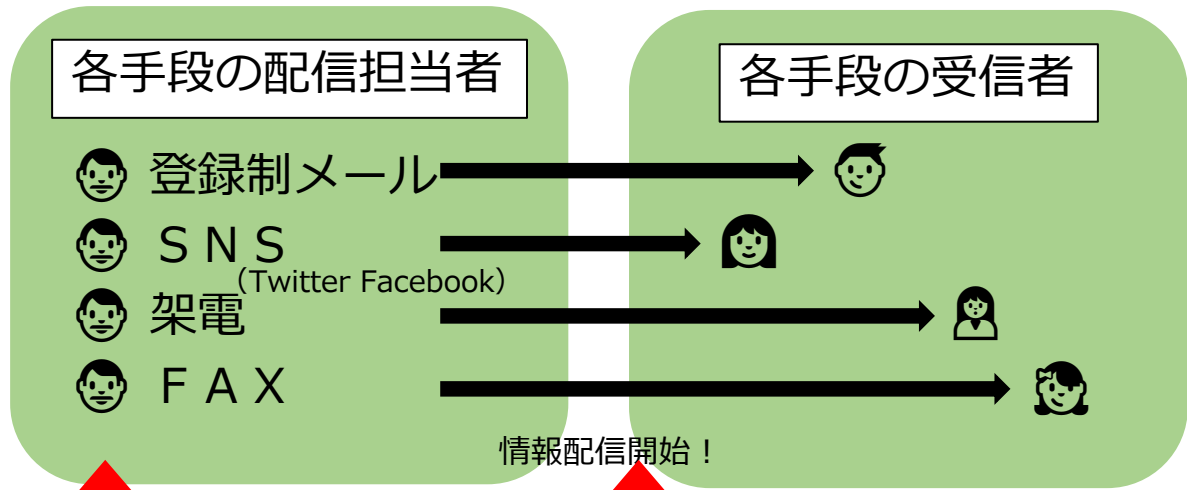 各手段の配信担当者
各手段の受信者
登録制メール
ＳＮＳ
（Twitter Facebook）
架電
ＦＡＸ
情報配信開始！